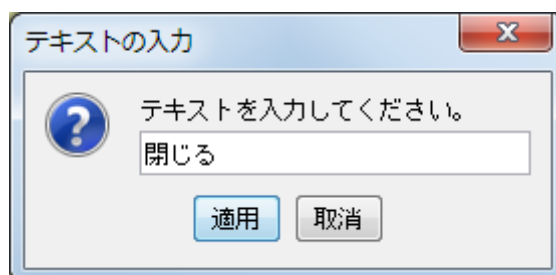 テキストの入力
テキストを入力してください。
閉じる
適用 取消